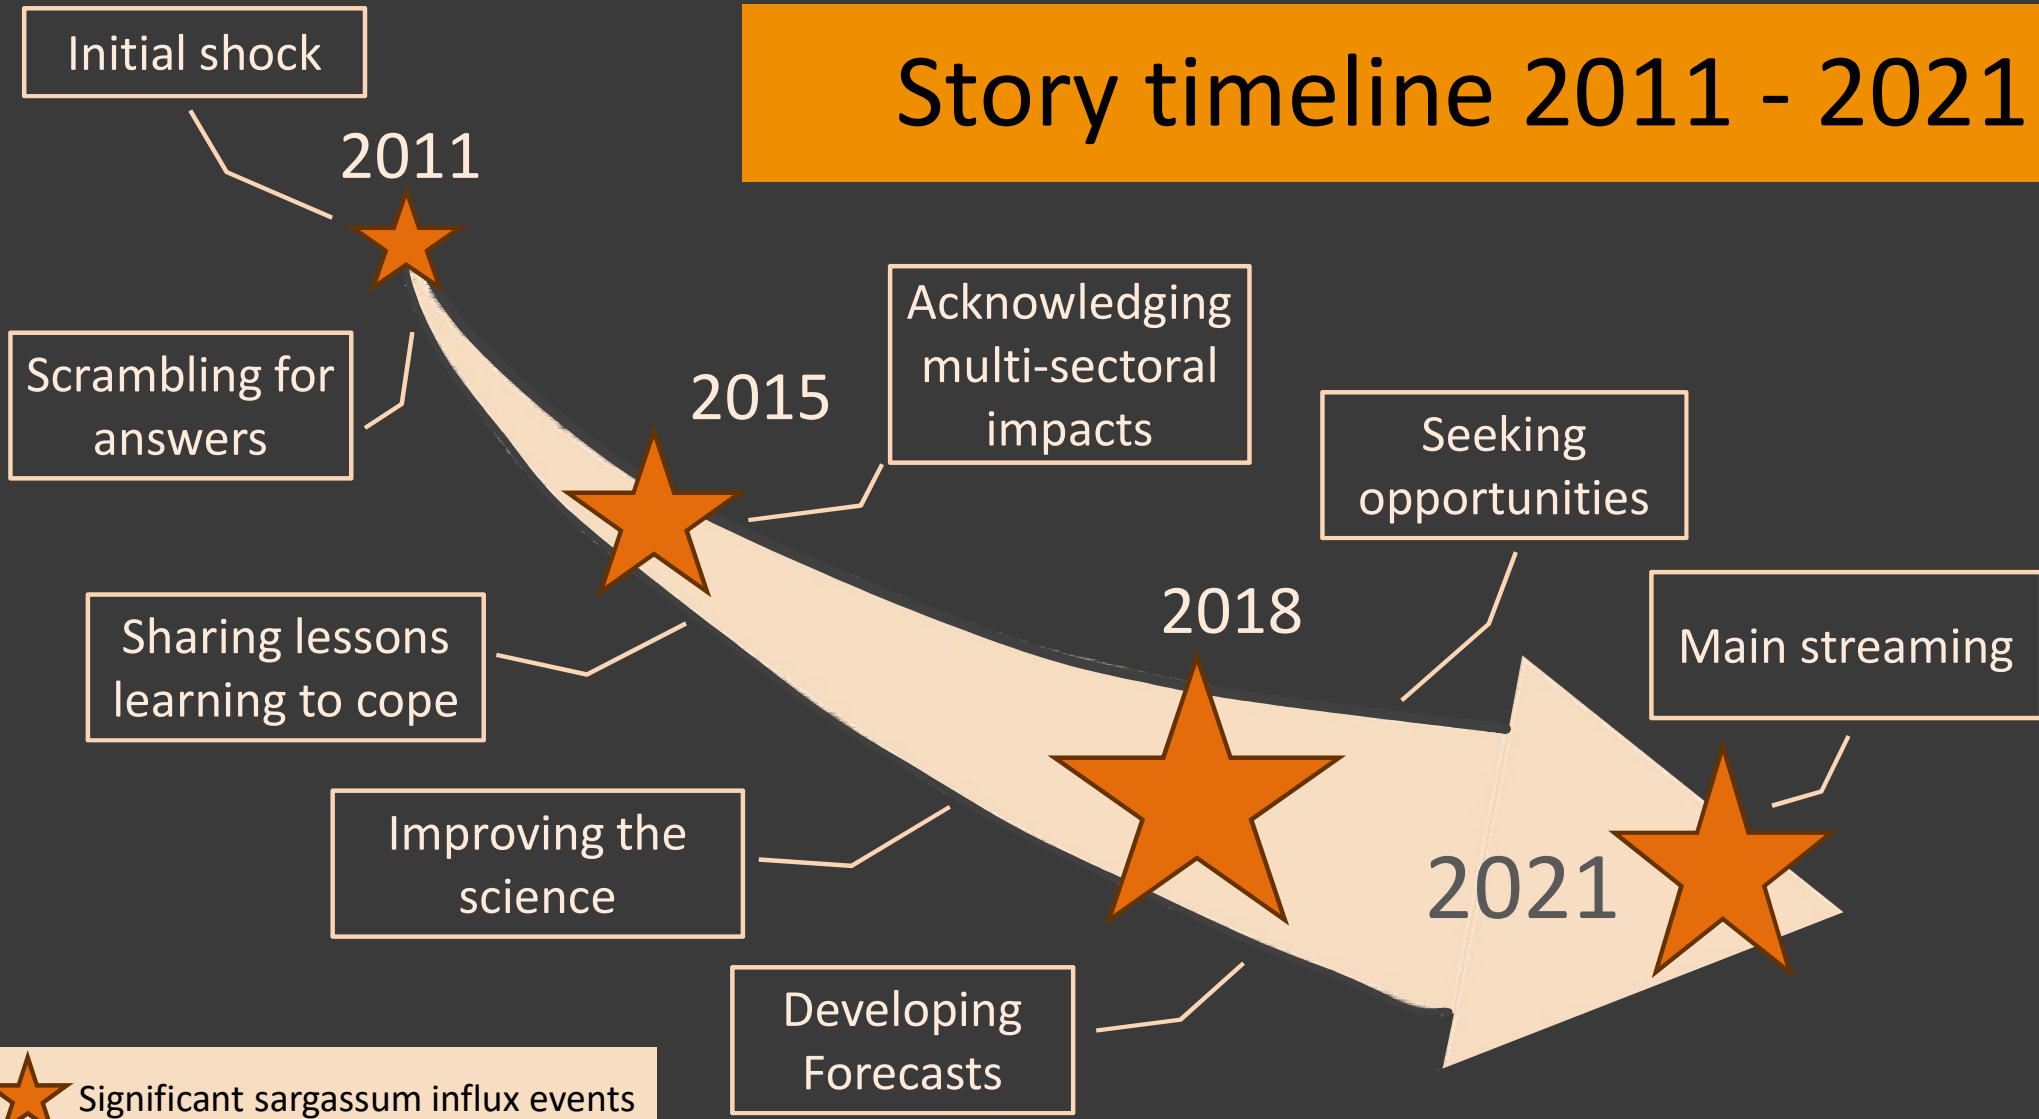 Initial shock
Story timeline 2011 - 2021
2011
Scrambling for
answers
2015
Acknowledging
multi-sectoral
impacts
Seeking
opportunities
Sharing lessons
learning to cope
2018
Main streaming
Improving the
science
2021
Developing
Forecasts
Significant sargassum influx events